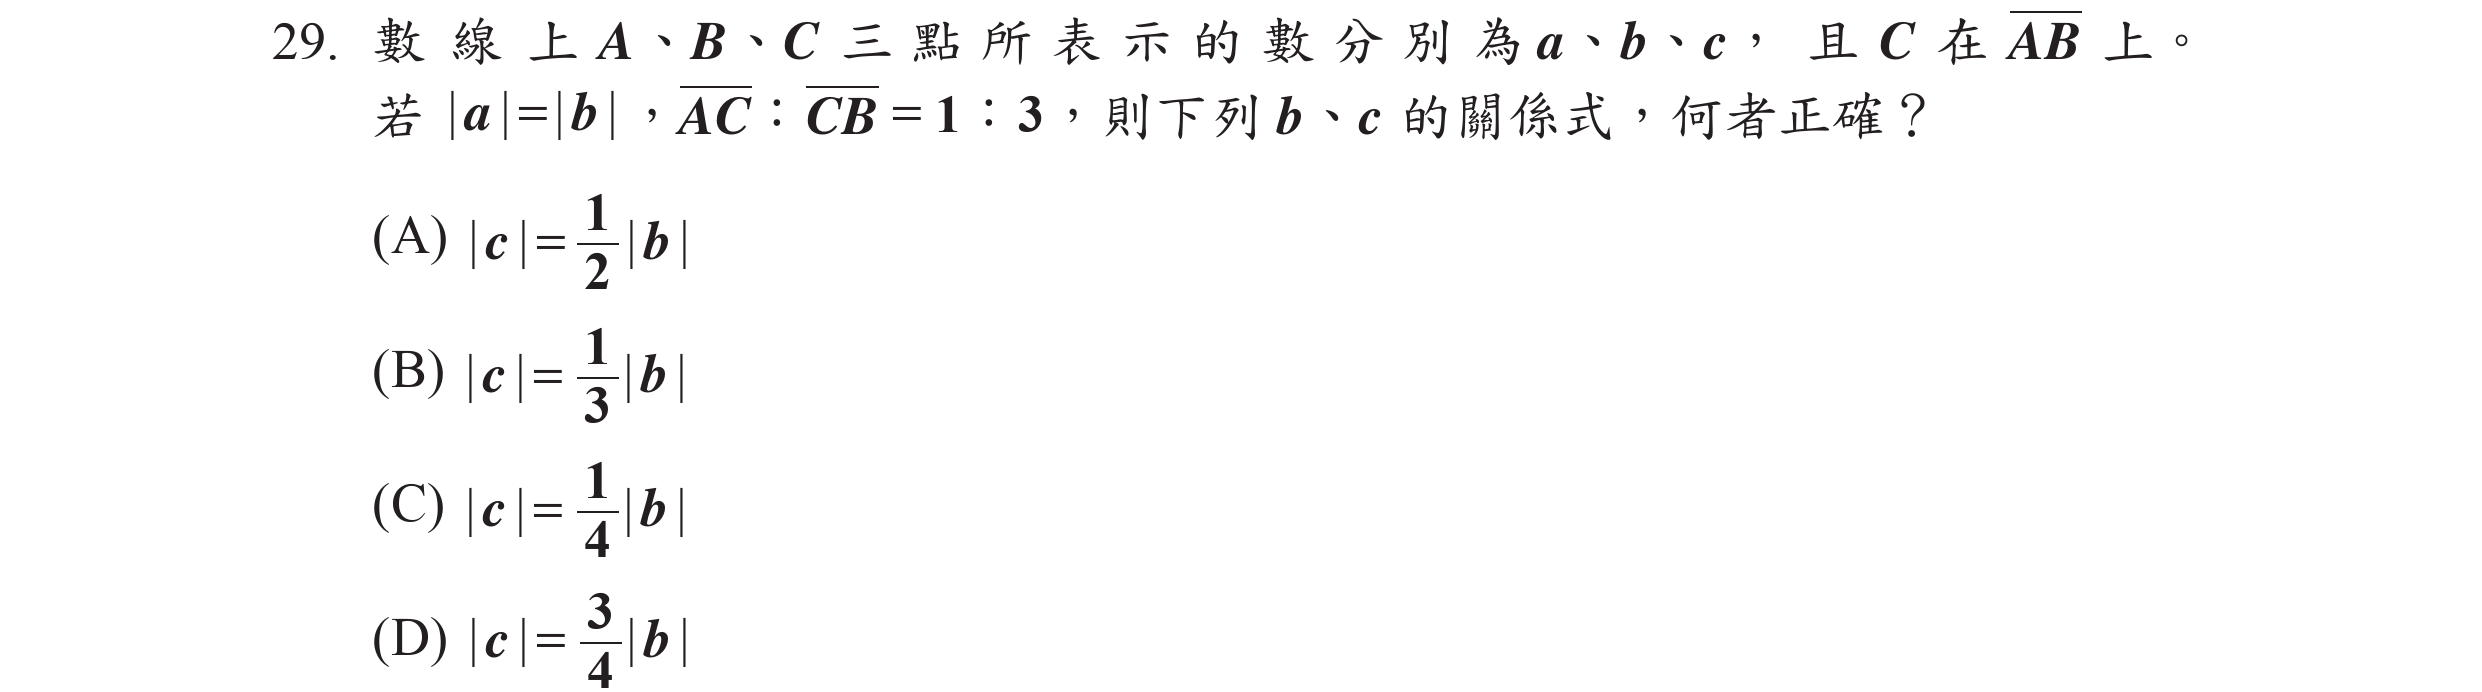 29. 數線上 A、B、C 三點所表示的數分別為 a、b、c，且 C 在 $\overline{AB}$ 上。
若 |a|=|b|，$\overline{AC}$：$\overline{CB}$=1：3，則下列 b、c 的關係式，何者正確？
(A) |c|=$\frac{1}{2}$|b|
(B) |c|=$\frac{1}{3}$|b|
(C) |c|=$\frac{1}{4}$|b|
(D) |c|=$\frac{3}{4}$|b|